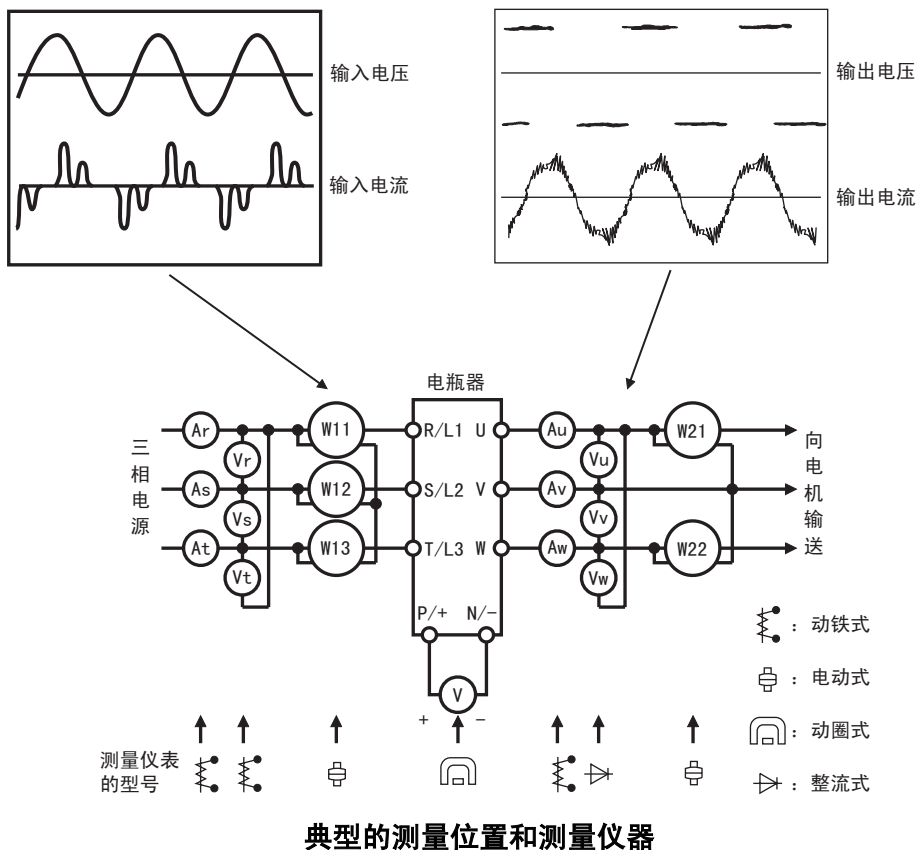 输入电压
输入电流
输出电压
输出电流
电瓶器
三相电源
Ar
Vr
As
Vs
At
Vt
W11
W12
W13
R/L1 U
S/L2 V
T/L3 W
P/+ N/-
V
+ -
Au
Vu
Av
Vv
Aw
Vw
W21
W22
向电机输送
：动铁式
：电动式
：动圈式
：整流式
测量仪表
的型号
典型的测量位置和测量仪器